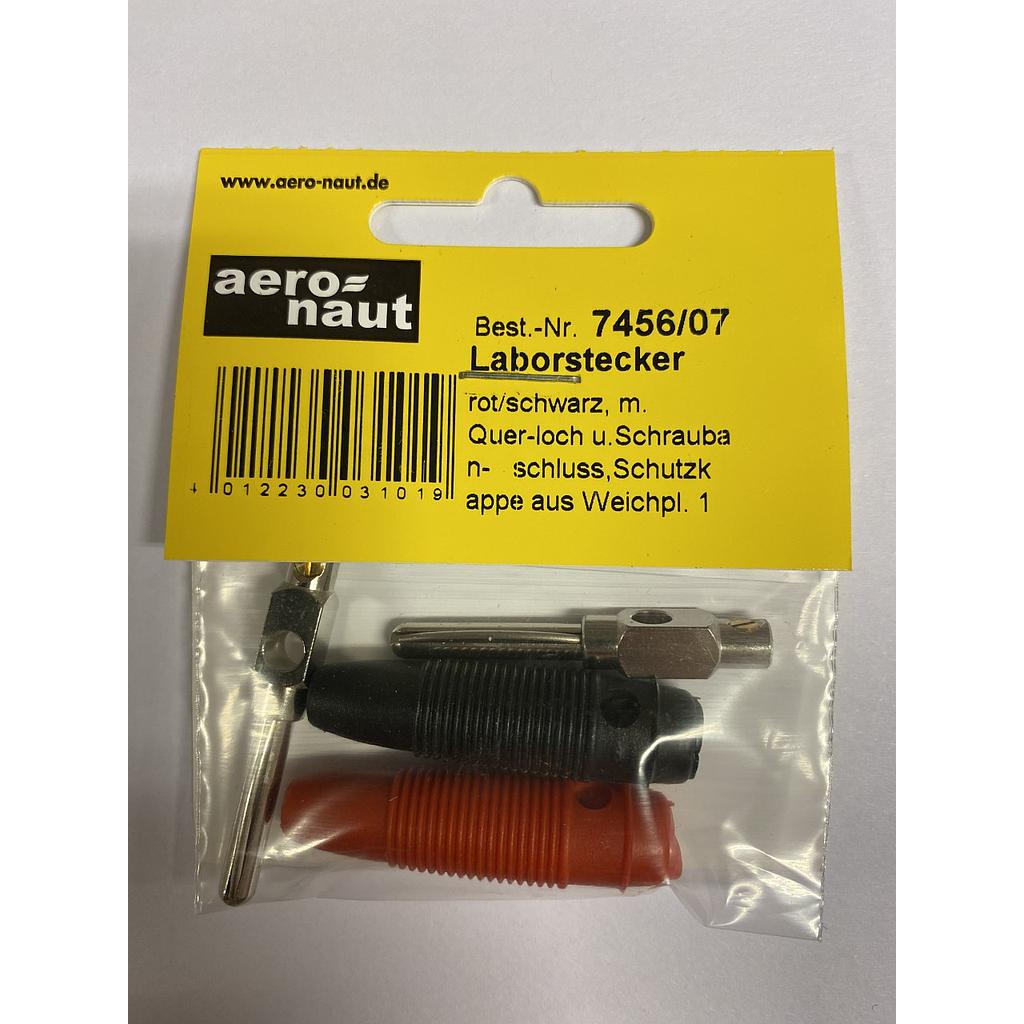 www.aero-naut.de
aero
naut
Best.-Nr. 7456/07
Laborstecker
rot/schwarz, m.
Quer-loch u.Schrauba
n- schluss,Schutzk
appe aus Weichpl. 1
4 012230 031019